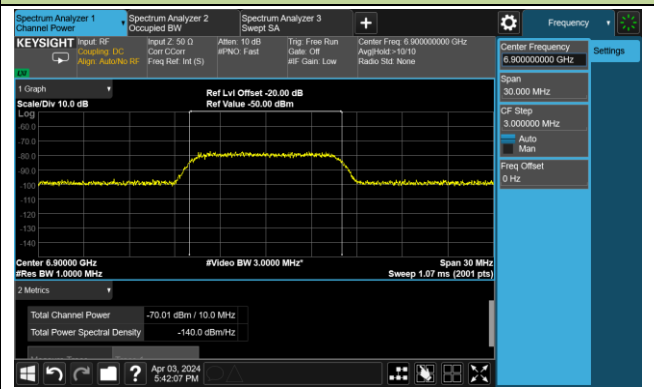 Spectrum Analyzer 1
Channel Power
Spectrum Analyzer 2
Occupied BW
Spectrum Analyzer 3
Swept SA
Frequency
KEYSIGHT
Input: RF
Coupling: DC
Align: Auto/No RF
Input Z: 50 Ω
Corr CCorr
Freq Ref: Int (S)
Atten: 10 dB
#PNO: Fast
Trig: Free Run
Gate: Off
#IF Gain: Low
Center Freq: 6.900000000 GHz
Avg|Hold:>10/10
Radio Std: None
Center Frequency
6.900000000 GHz
Settings
Span
30.000 MHz
CF Step
3.000000 MHz
Auto
Man
Freq Offset
0 Hz
1 Graph
Scale/Div 10.0 dB
Ref Lvl Offset -20.00 dB
Ref Value -50.00 dBm
Log
-60.0
-70.0
-80.0
-90.0
-100
-110
-120
-130
-140
Center 6.90000 GHz
#Res BW 1.0000 MHz
#Video BW 3.0000 MHz*
Span 30 MHz
Sweep 1.07 ms (2001 pts)
2 Metrics
Total Channel Power
-70.01 dBm / 10.0 MHz
Total Power Spectral Density
-140.0 dBm/Hz
?
Apr 03, 2024
5:42:07 PM